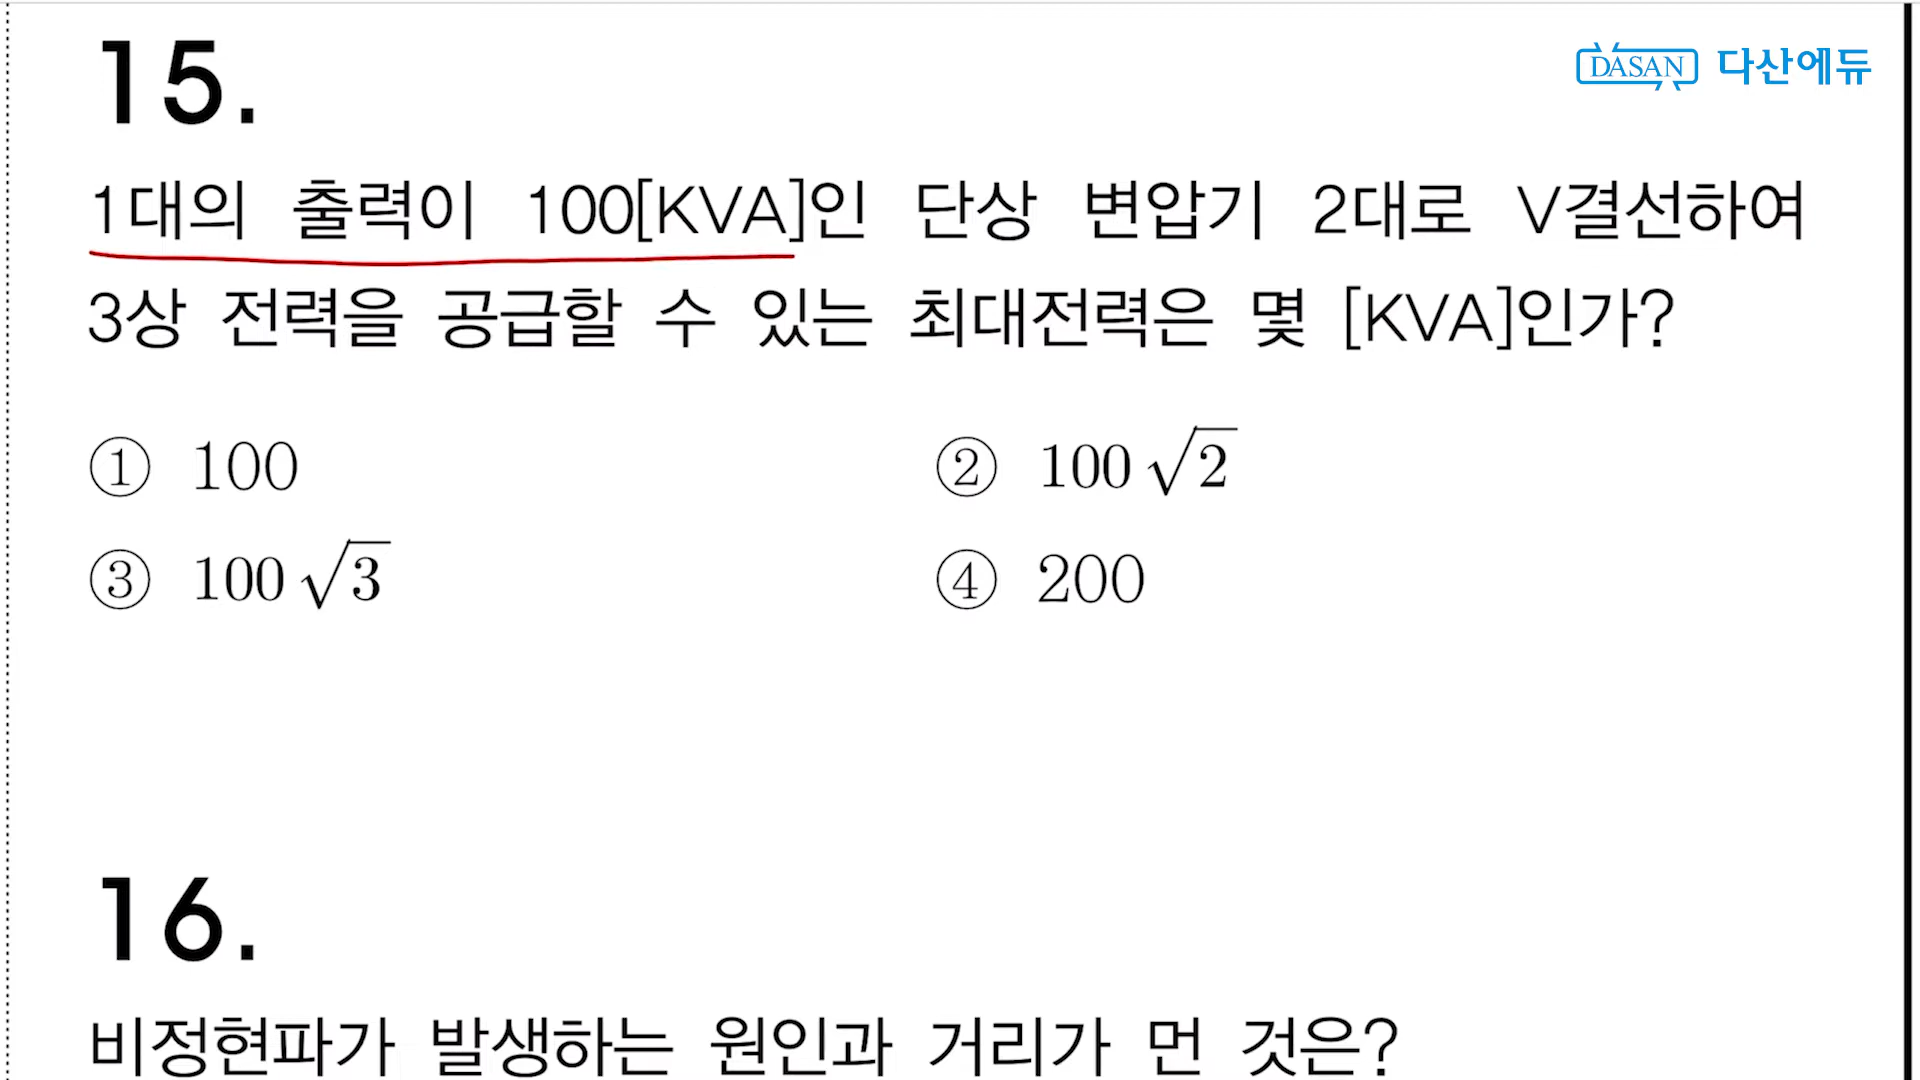 15.
DASAN 다산에듀
1대의 출력이 100[KVA]인 단상 변압기 2대로 V결선하여
3상 전력을 공급할 수 있는 최대전력은 몇 [KVA]인가?
① 100 ② 100√2
③ 100√3 ④ 200
16.
비정현파가 발생하는 원인과 거리가 먼 것은?